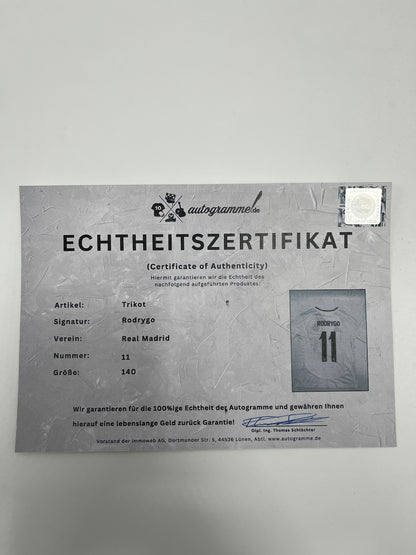 10
autogramme.de
ECHTHEITSZERTIFIKAT
(Certificate of Authenticity)
Hiermit garantieren wir die Echtheit des
nachfolgend aufgeführten Produktes:
Artikel: Trikot
Signatur: Rodrygo
Verein: Real Madrid
Nummer: 11
Größe: 140
RODRYGO
11
Wir garantieren für die 100%ige Echtheit der Autogramme und gewähren Ihnen
hierauf eine lebenslange Geld zurück Garantie!
Dipl. Ing. Thomas Schlächter
Vorstand der immoweb AG, Dortmunder Str. 5, 44536 Lünen, Abtl. www.autogramme.de